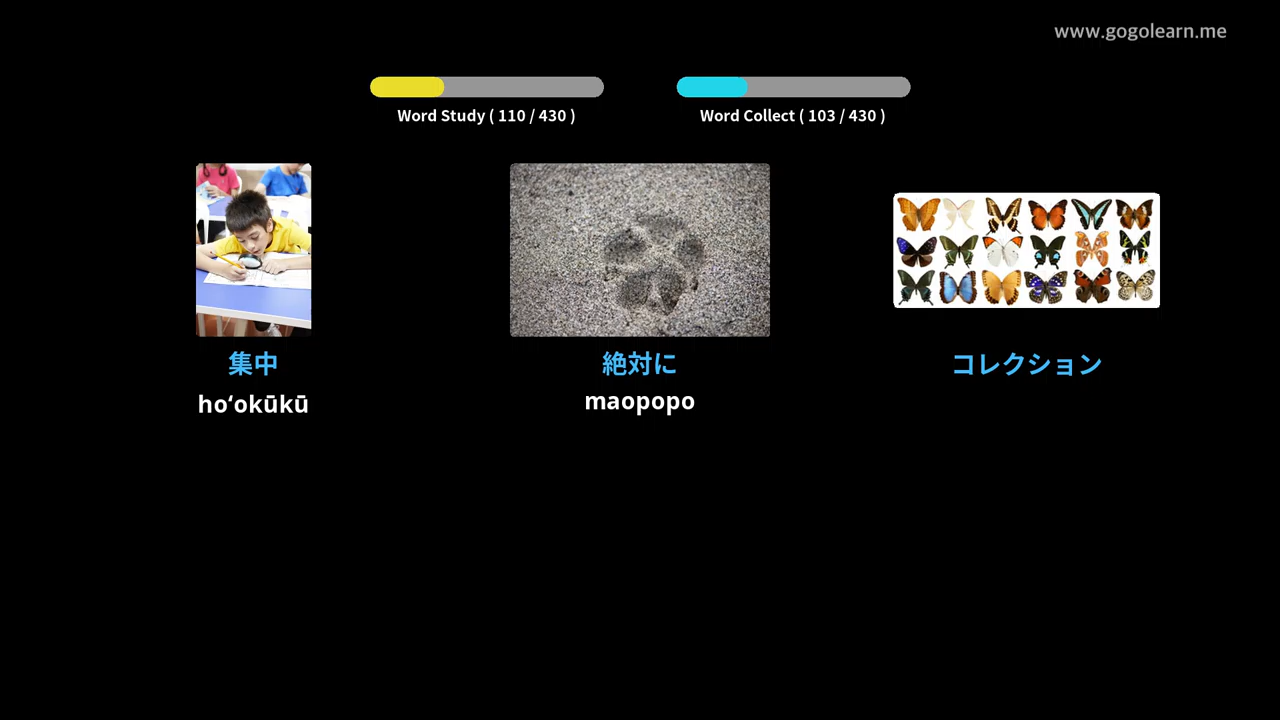 www.gogolearn.me
Word Study ( 110 / 430 )
Word Collect ( 103 / 430 )
集中
絶対に
コレクション
hoʻokūkū
maopopo